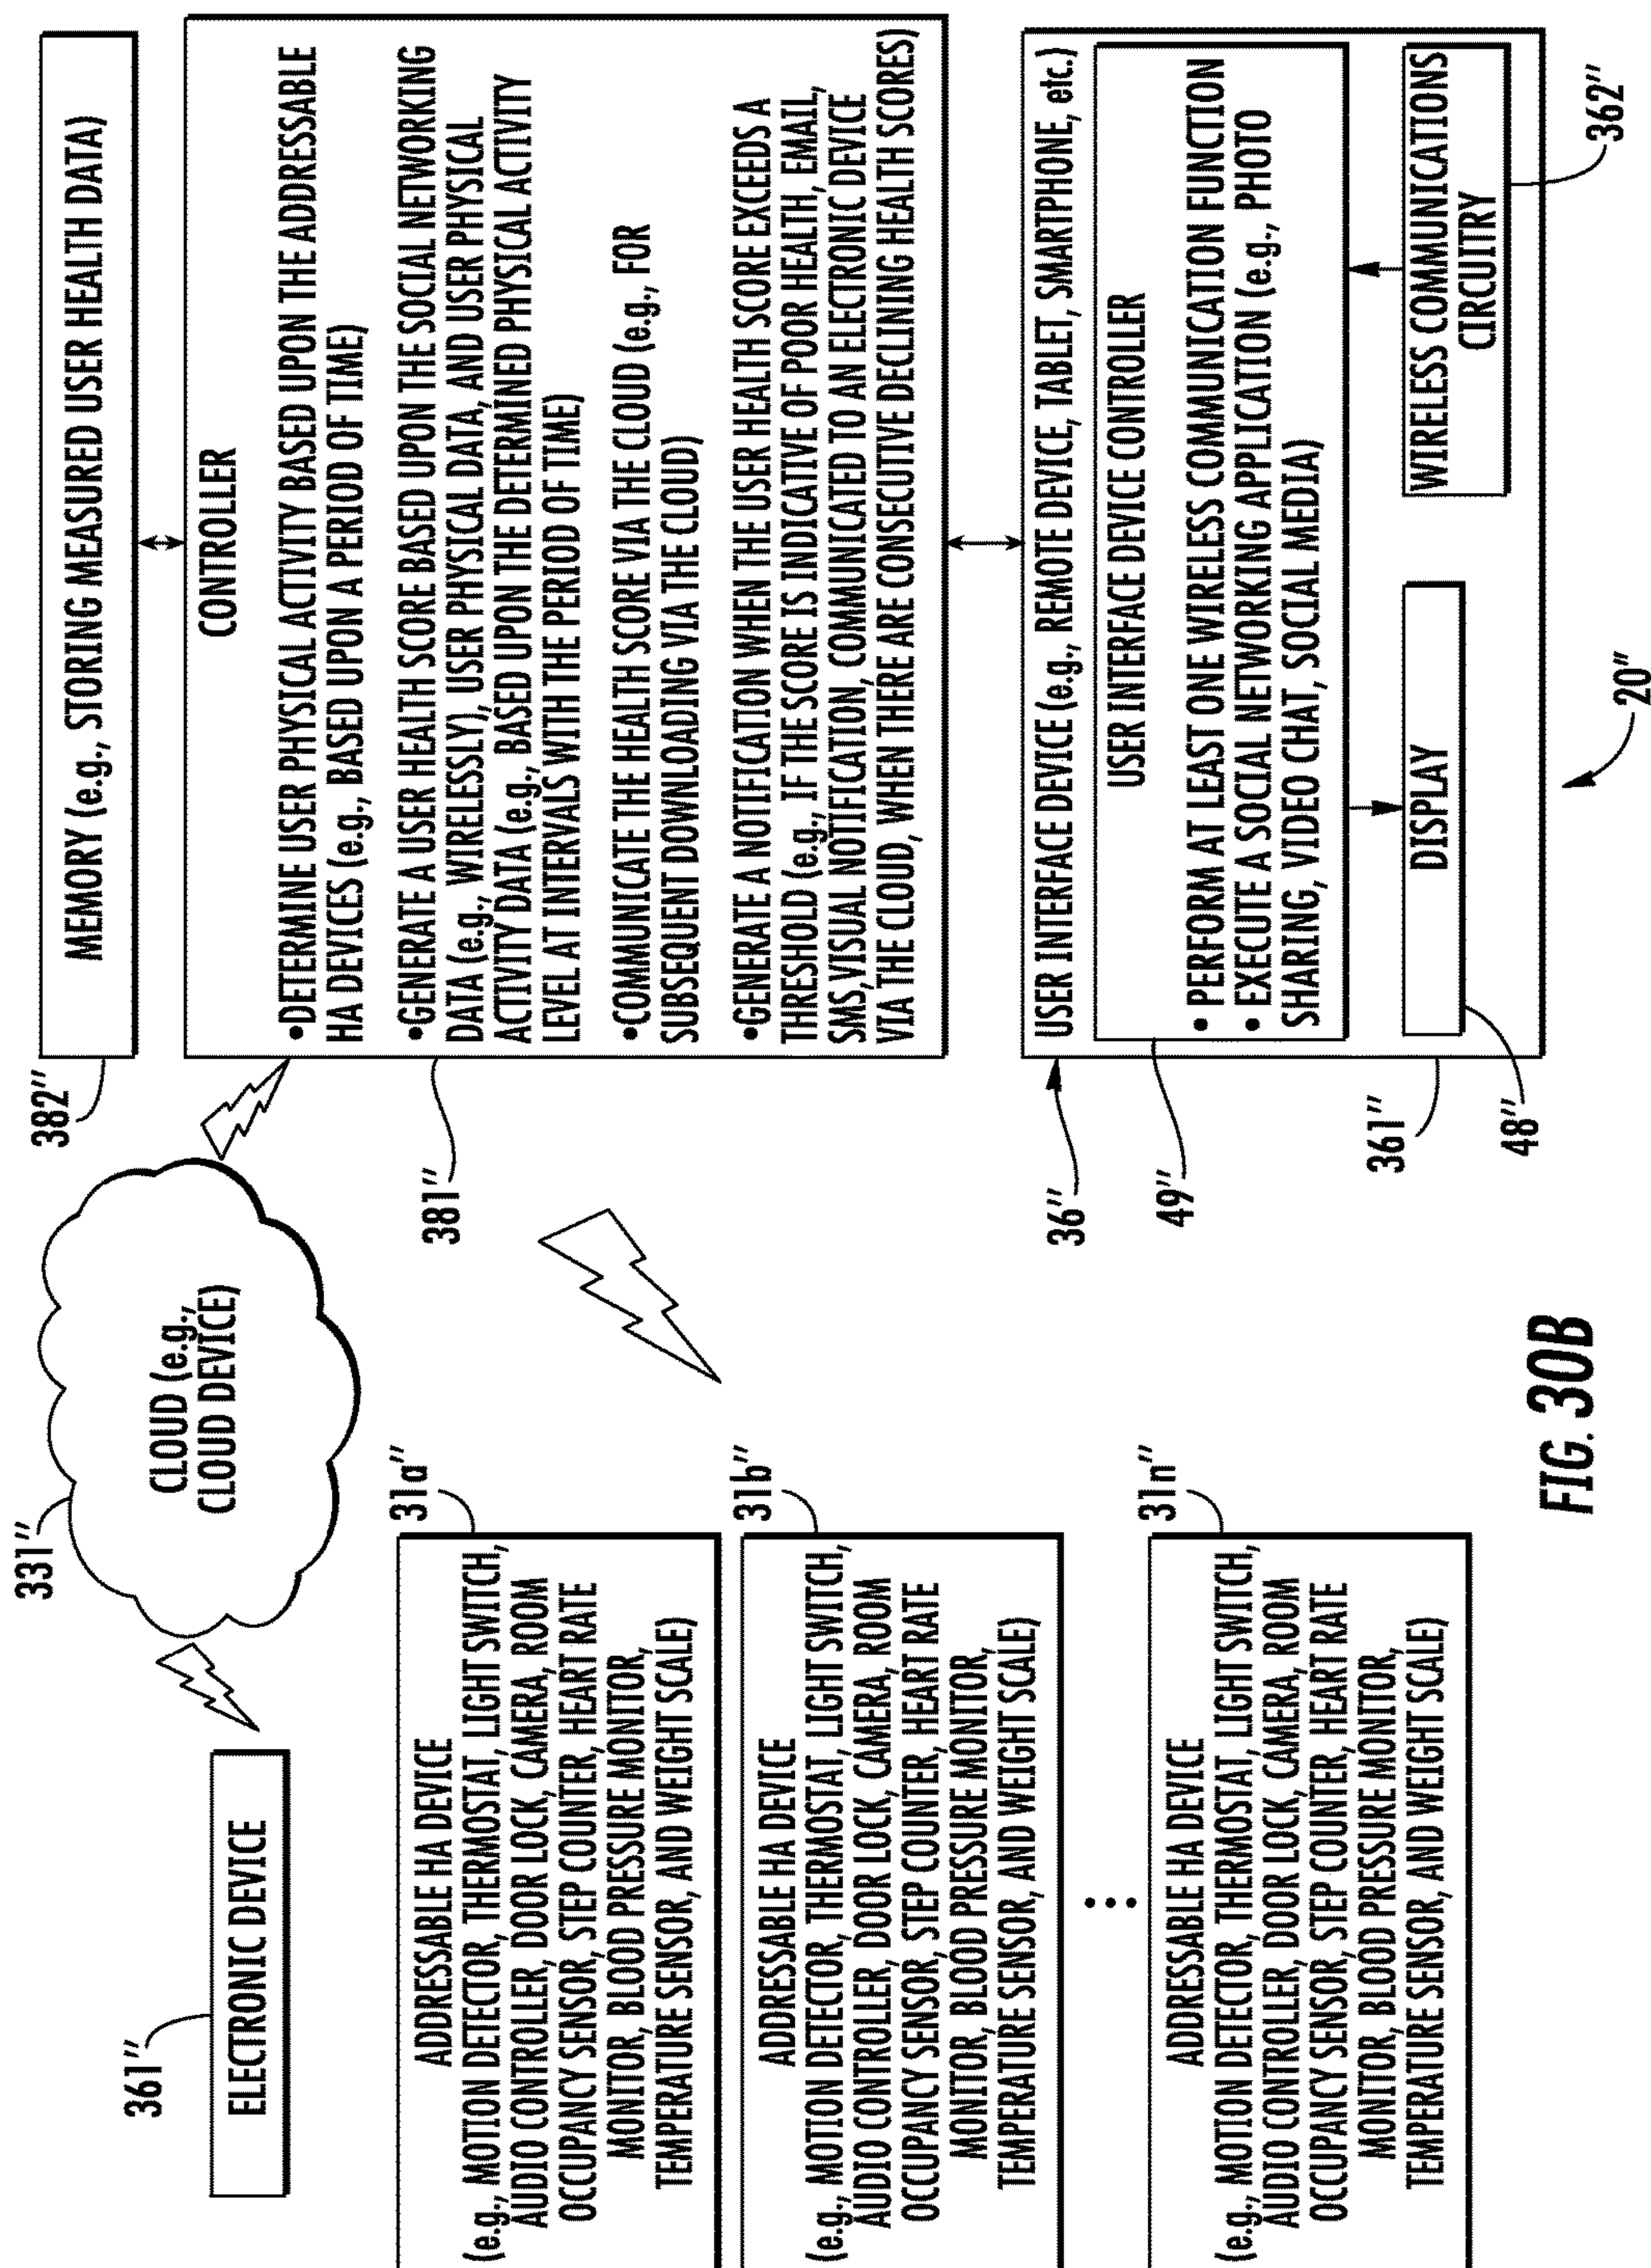 331″
CLOUD (e.g.,
CLOUD DEVICE)
361″
ELECTRONIC DEVICE
31a″
ADDRESSABLE HA DEVICE
(e.g., MOTION DETECTOR, THERMOSTAT, LIGHT SWITCH,
AUDIO CONTROLLER, DOOR LOCK, CAMERA, ROOM
OCCUPANCY SENSOR, STEP COUNTER, HEART RATE
MONITOR, BLOOD PRESSURE MONITOR,
TEMPERATURE SENSOR, AND WEIGHT SCALE)
31b″
ADDRESSABLE HA DEVICE
(e.g., MOTION DETECTOR, THERMOSTAT, LIGHT SWITCH,
AUDIO CONTROLLER, DOOR LOCK, CAMERA, ROOM
OCCUPANCY SENSOR, STEP COUNTER, HEART RATE
MONITOR, BLOOD PRESSURE MONITOR,
TEMPERATURE SENSOR, AND WEIGHT SCALE)
31n″
ADDRESSABLE HA DEVICE
(e.g., MOTION DETECTOR, THERMOSTAT, LIGHT SWITCH,
AUDIO CONTROLLER, DOOR LOCK, CAMERA, ROOM
OCCUPANCY SENSOR, STEP COUNTER, HEART RATE
MONITOR, BLOOD PRESSURE MONITOR,
TEMPERATURE SENSOR, AND WEIGHT SCALE)
382″
MEMORY (e.g., STORING MEASURED USER HEALTH DATA)
381″
CONTROLLER
•DETERMINE USER PHYSICAL ACTIVITY BASED UPON THE ADDRESSABLE
HA DEVICES (e.g., BASED UPON A PERIOD OF TIME)
•GENERATE A USER HEALTH SCORE BASED UPON THE SOCIAL NETWORKING
DATA (e.g., WIRELESSLY), USER PHYSICAL DATA, AND USER PHYSICAL
ACTIVITY DATA (e.g., BASED UPON THE DETERMINED PHYSICAL ACTIVITY
LEVEL AT INTERVALS WITH THE PERIOD OF TIME)
•COMMUNICATE THE HEALTH SCORE VIA THE CLOUD (e.g., FOR
SUBSEQUENT DOWNLOADING VIA THE CLOUD)
•GENERATE A NOTIFICATION WHEN THE USER HEALTH SCORE EXCEEDS A
THRESHOLD (e.g., IF THE SCORE IS INDICATIVE OF POOR HEALTH, EMAIL,
SMS, VISUAL NOTIFICATION, COMMUNICATED TO AN ELECTRONIC DEVICE
VIA THE CLOUD, WHEN THERE ARE CONSECUTIVE DECLINING HEALTH SCORES)
36″
USER INTERFACE DEVICE (e.g., REMOTE DEVICE, TABLET, SMARTPHONE, etc.)
49″
USER INTERFACE DEVICE CONTROLLER
• PERFORM AT LEAST ONE WIRELESS COMMUNICATION FUNCTION
• EXECUTE A SOCIAL NETWORKING APPLICATION (e.g., PHOTO
SHARING, VIDEO CHAT, SOCIAL MEDIA)
361″
DISPLAY
48″
WIRELESS COMMUNICATIONS
CIRCUITRY
362″
20″
FIG. 30B